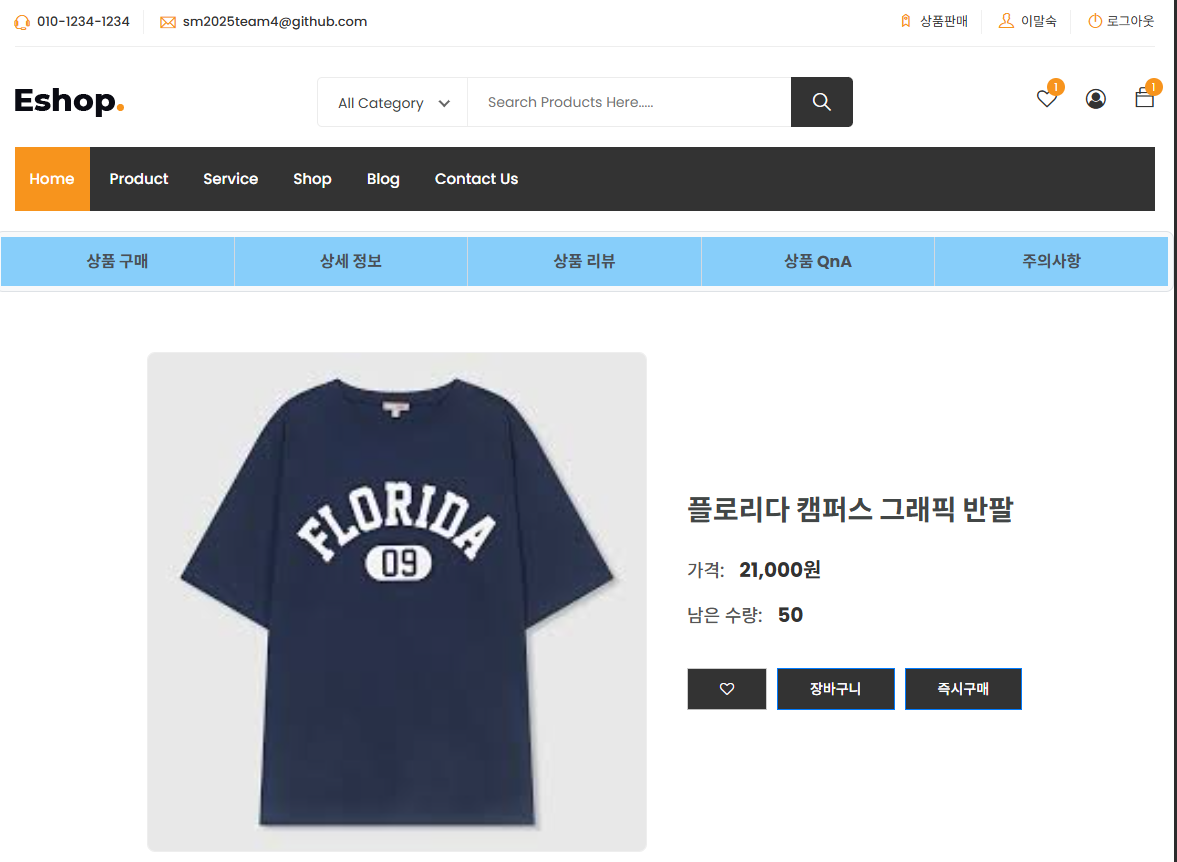 010-1234-1234 sm2025team4@github.com 상품판매 이말숙 로그아웃
Eshop. All Category Search Products Here..... 1 1
Home Product Service Shop Blog Contact Us
상품 구매 상세 정보 상품 리뷰 상품 QnA 주의사항
FLORIDA
09
플로리다 캠퍼스 그래픽 반팔
가격: 21,000원
남은 수량: 50
장바구니 즉시구매